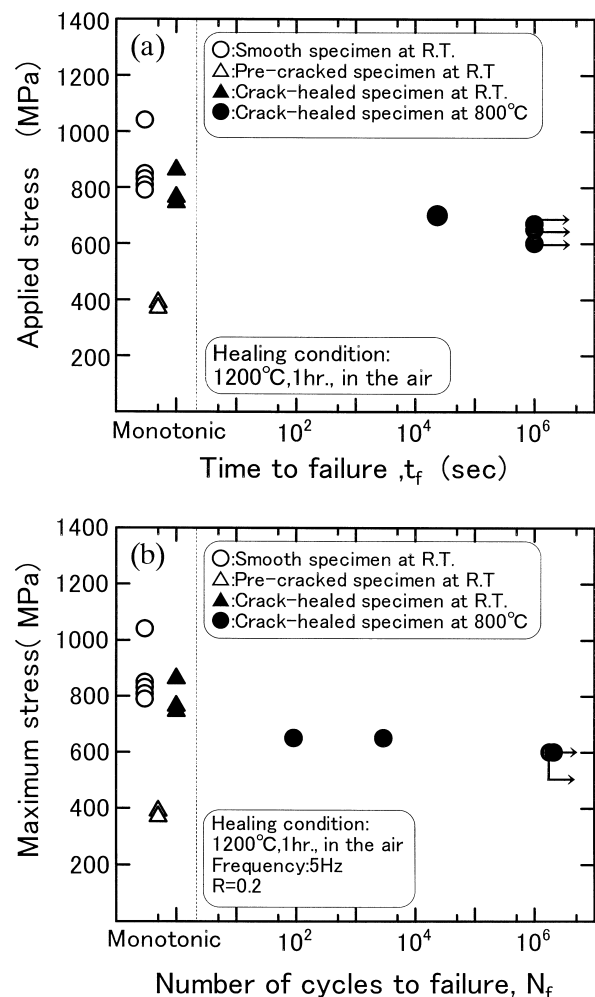 (a)
1400
1200
1000
800
600
400
200
Applied stress (MPa)
○:Smooth specimen at R.T.
△:Pre-cracked specimen at R.T
▲:Crack-healed specimen at R.T.
●:Crack-healed specimen at 800℃
Healing condition:
1200℃,1hr., in the air
Monotonic 10² 10⁴ 10⁶
Time to failure ,t_f (sec)
(b)
1400
1200
1000
800
600
400
200
Maximum stress( MPa)
○:Smooth specimen at R.T.
△:Pre-cracked specimen at R.T
▲:Crack-healed specimen at R.T.
●:Crack-healed specimen at 800℃
Healing condition:
1200℃,1hr., in the air
Frequency:5Hz
R=0.2
Monotonic 10² 10⁴ 10⁶
Number of cycles to failure, N_f